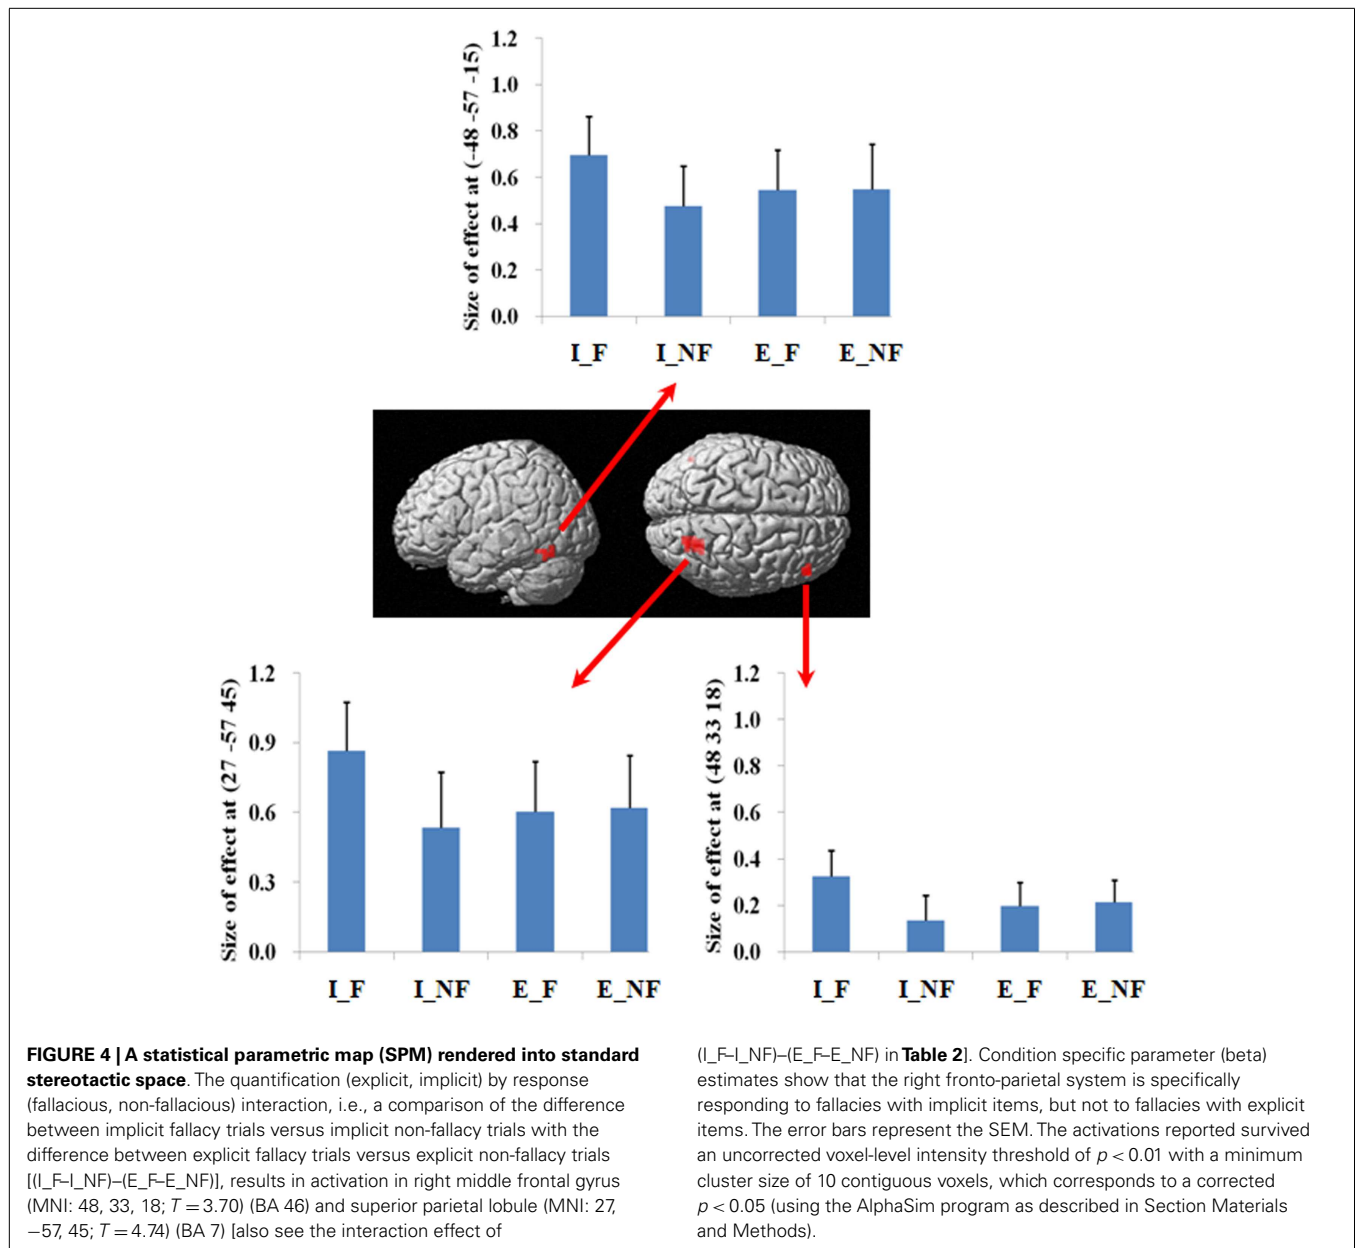 Size of effect at (-48 -57 -15)
1.2
1.0
0.8
0.6
0.4
0.2
0.0
I_F I_NF E_F E_NF
Size of effect at (27 -57 45)
1.2
0.9
0.6
0.3
0.0
I_F I_NF E_F E_NF
Size of effect at (48 33 18)
1.2
1.0
0.8
0.6
0.4
0.2
0.0
I_F I_NF E_F E_NF
FIGURE 4 | A statistical parametric map (SPM) rendered into standard
stereotactic space. The quantification (explicit, implicit) by response
(fallacious, non-fallacious) interaction, i.e., a comparison of the difference
between implicit fallacy trials versus implicit non-fallacy trials with the
difference between explicit fallacy trials versus explicit non-fallacy trials
[(I_F–I_NF)–(E_F–E_NF)], results in activation in right middle frontal gyrus
(MNI: 48, 33, 18; T = 3.70) (BA 46) and superior parietal lobule (MNI: 27,
−57, 45; T = 4.74) (BA 7) [also see the interaction effect of
(I_F–I_NF)–(E_F–E_NF) in Table 2]. Condition specific parameter (beta)
estimates show that the right fronto-parietal system is specifically
responding to fallacies with implicit items, but not to fallacies with explicit
items. The error bars represent the SEM. The activations reported survived
an uncorrected voxel-level intensity threshold of p < 0.01 with a minimum
cluster size of 10 contiguous voxels, which corresponds to a corrected
p < 0.05 (using the AlphaSim program as described in Section Materials
and Methods).